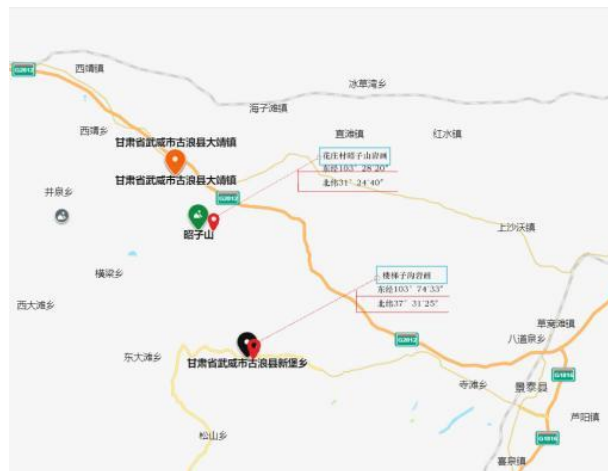 G2012
西靖镇
冰草湾乡
海子滩镇
西靖乡
直滩镇
红水镇
甘肃省武威市古浪县大靖镇
花庄村昭子山岩画
甘肃省武威市古浪县大靖镇
东经103°28'20"
北纬31°24'40"
井泉乡
G2012
上沙沃镇
昭子山
横梁乡
楼梯子沟岩画
东经103°74'33"
西大滩乡
北纬37°31'25"
草窝滩镇
G2012
八道泉乡
东大滩乡
甘肃省武威市古浪县新堡乡
寺滩乡
G1816
景泰县
芦阳镇
松山乡
G1816
喜泉镇